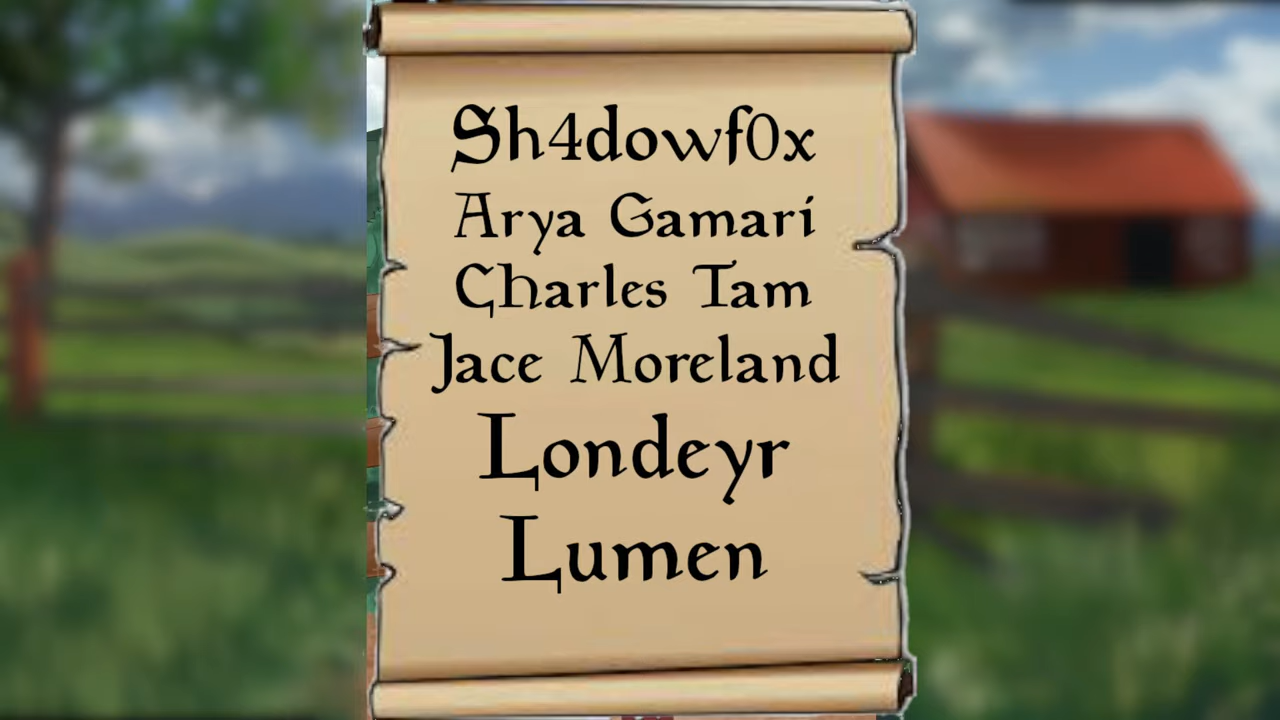 Sh4dowf0x
Arya Gamari
Charles Tam
Jace Moreland
Londeyr
Lumen